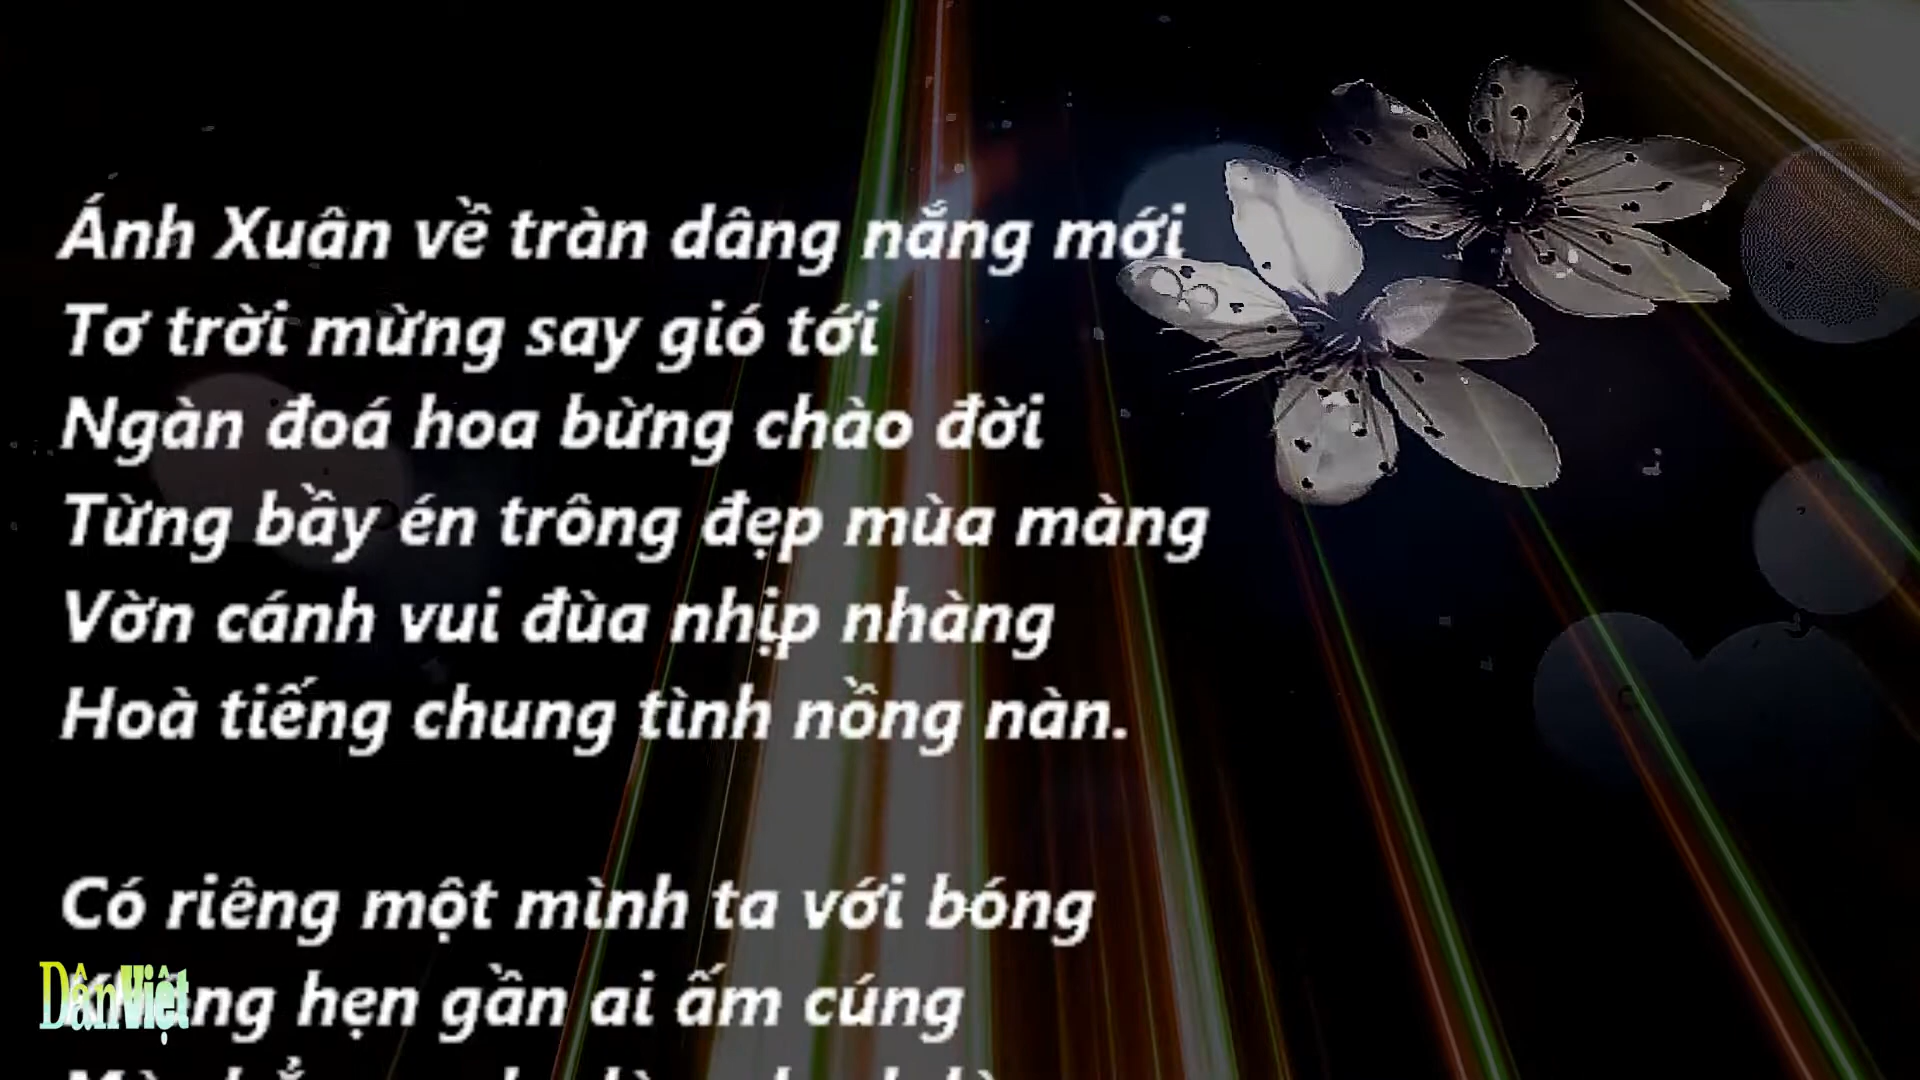 Ánh Xuân về tràn dâng nắng mới
Tơ trời mừng say gió tới
Ngàn đoá hoa bừng chào đời
Từng bầy én trông đẹp mùa màng
Vờn cánh vui đùa nhịp nhàng
Hoà tiếng chung tình nồng nàn.
Có riêng một mình ta với bóng
hẹn gần ai ấm cúng
DânViệt